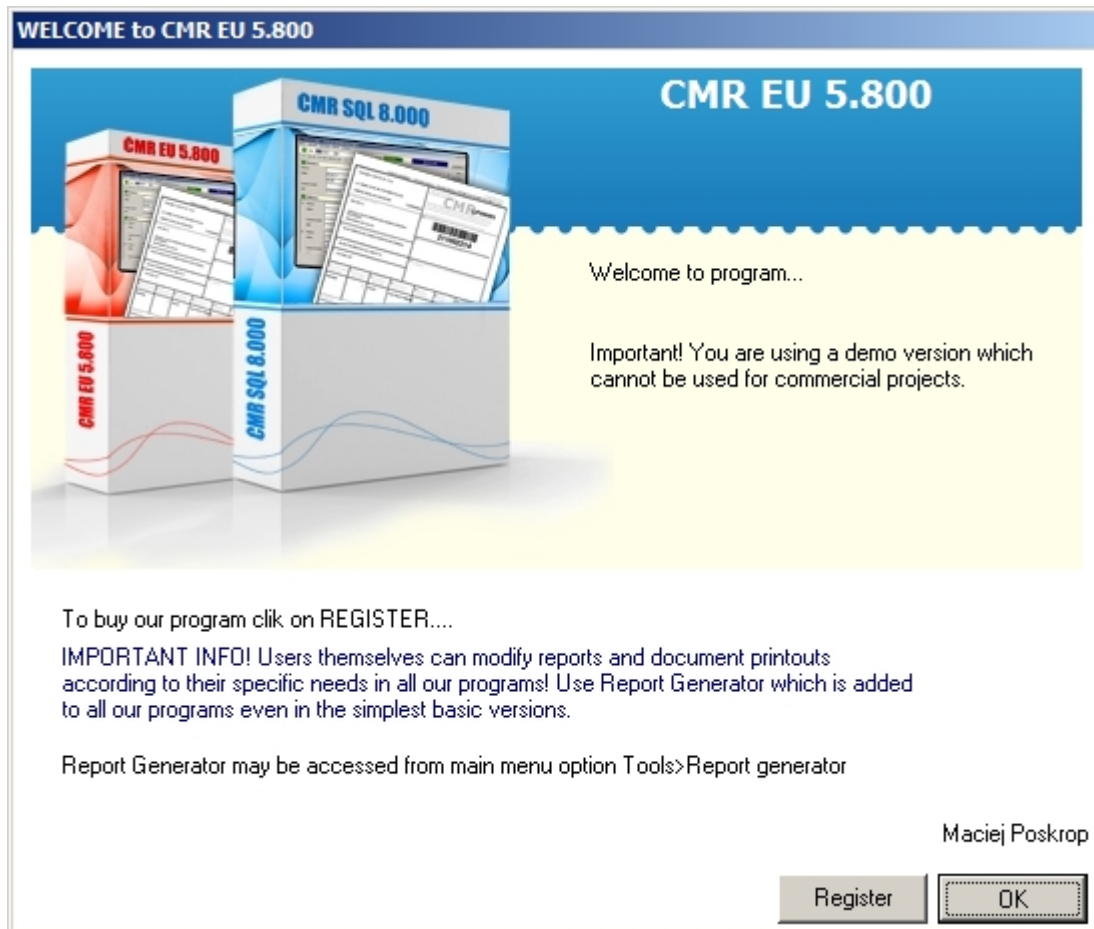 WELCOME to CMR EU 5.800
CMR EU 5.800
CMR SQL 8.000
CMR EU 5.800
CMR
CMR EU 5.800
CMR SQL 8.000
Welcome to program...
Important! You are using a demo version which
cannot be used for commercial projects.
To buy our program clik on REGISTER....
IMPORTANT INFO! Users themselves can modify reports and document printouts
according to their specific needs in all our programs! Use Report Generator which is added
to all our programs even in the simplest basic versions.
Report Generator may be accessed from main menu option Tools>Report generator
Maciej Poskrop
Register
OK